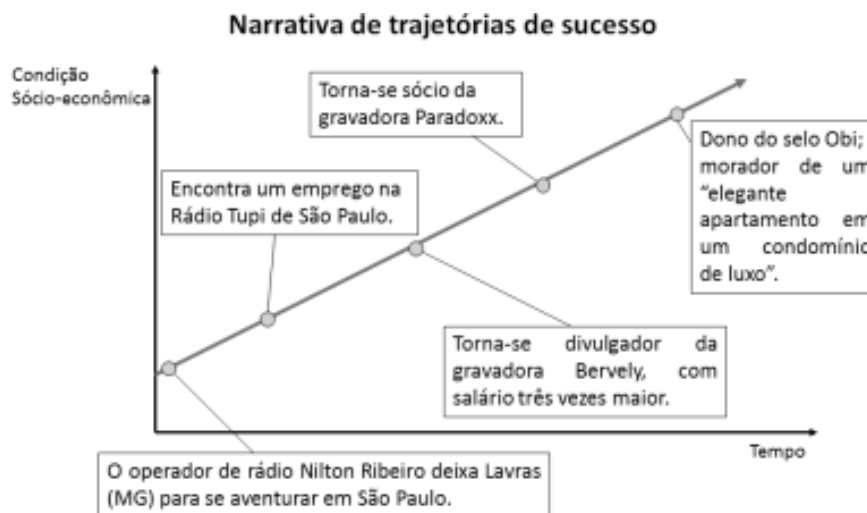 Narrativa de trajetórias de sucesso
Condição
Sócio-econômica
Torna-se sócio da
gravadora Paradoxx.
Dono do selo Obi;
morador de um
“elegante
apartamento em
um condomínio
de luxo”.
Encontra um emprego na
Rádio Tupi de São Paulo.
Torna-se divulgador da
gravadora Bervely, com
salário três vezes maior.
Tempo
O operador de rádio Nilton Ribeiro deixa Lavras
(MG) para se aventurar em São Paulo.